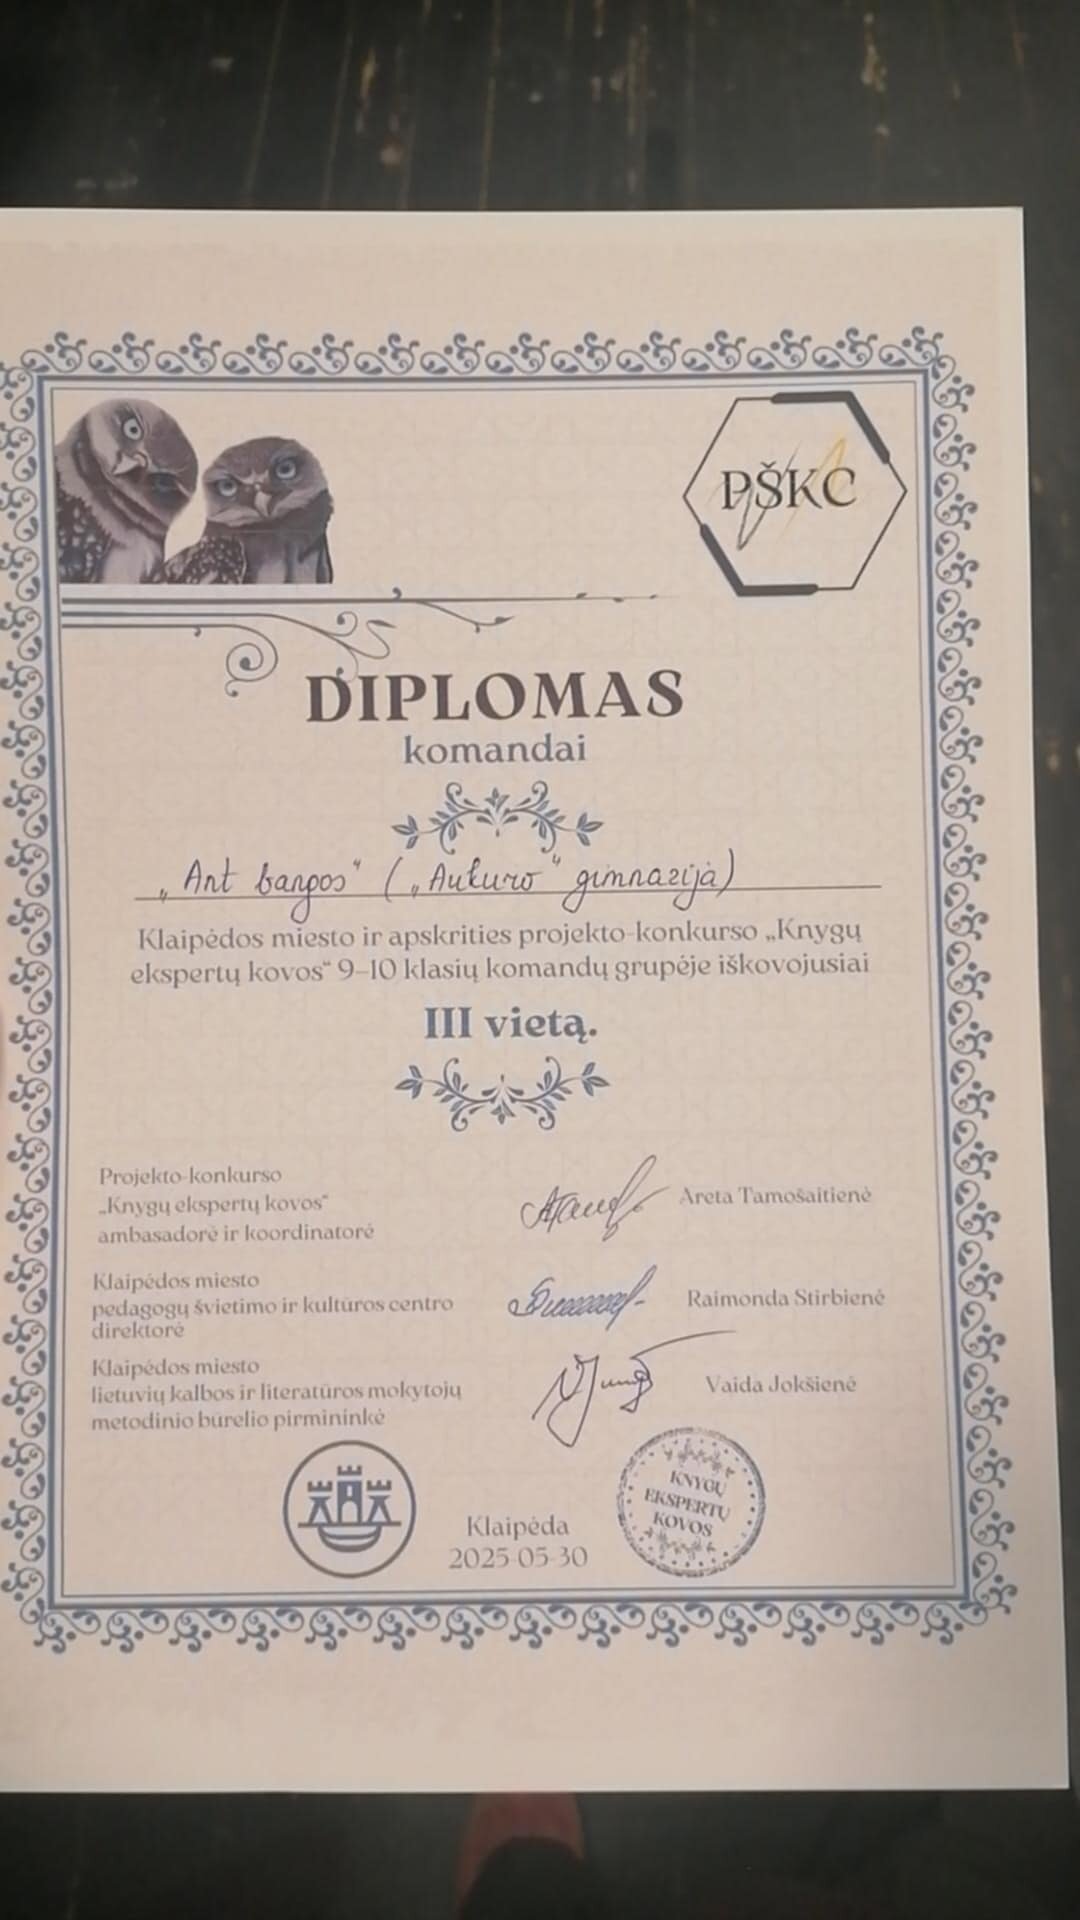 PŠKC
DIPLOMAS
komandai
„Ant bangos“ („Aukuro“ gimnazija)
Klaipėdos miesto ir apskrities projekto-konkurso „Knygų
ekspertų kovos“ 9–10 klasių komandų grupėje iškovojusiai
III vietą.
Projekto-konkurso
„Knygų ekspertų kovos“
ambasadorė ir koordinatorė
Areta Tamošaitienė
Klaipėdos miesto
pedagogų švietimo ir kultūros centro
direktorė
Raimonda Stirbienė
Klaipėdos miesto
lietuvių kalbos ir literatūros mokytojų
metodinio būrelio pirmininkė
Vaida Jokšienė
KNYGŲ
EKSPERTŲ
KOVOS
Klaipėda
2025-05-30